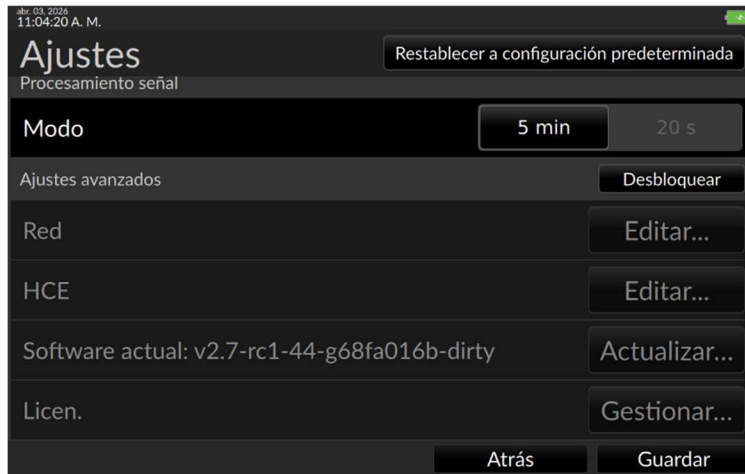 abr. 03, 2026
11:04:20 A. M.
Ajustes
Restablecer a configuración predeterminada
Procesamiento señal
Modo
5 min
20 s
Ajustes avanzados
Desbloquear
Red
Editar...
HCE
Editar...
Software actual: v2.7-rc1-44-g68fa016b-dirty
Actualizar...
Licen.
Gestionar...
Atrás
Guardar